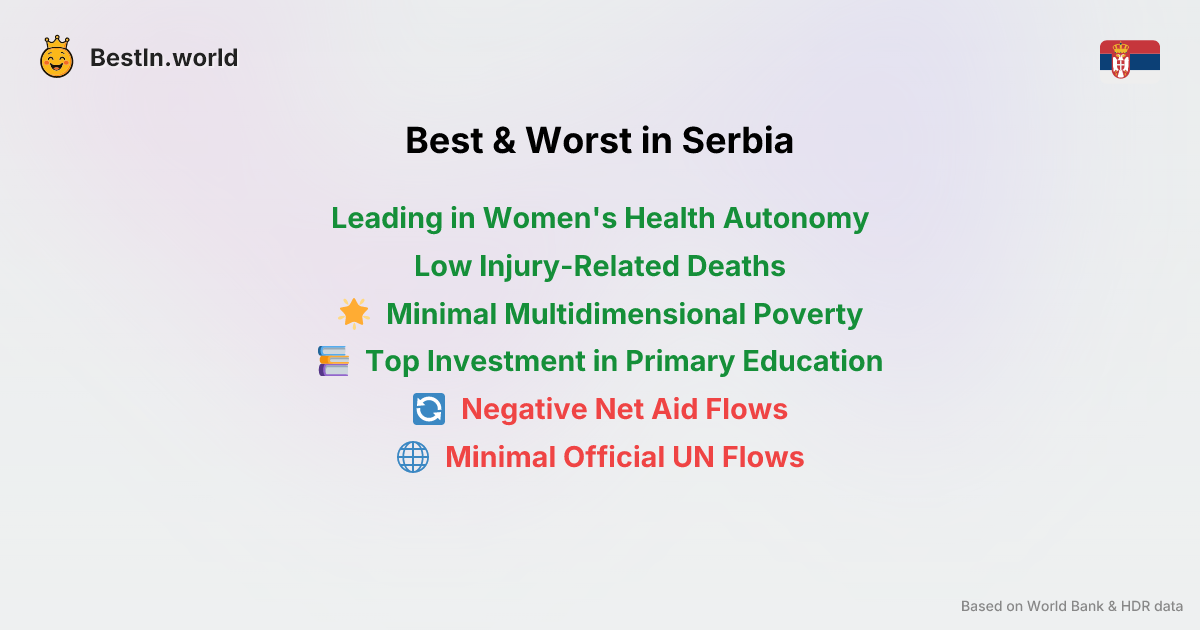 BestIn.world
Best & Worst in Serbia
Leading in Women's Health Autonomy
Low Injury-Related Deaths
Minimal Multidimensional Poverty
Top Investment in Primary Education
Negative Net Aid Flows
Minimal Official UN Flows
Based on World Bank & HDR data